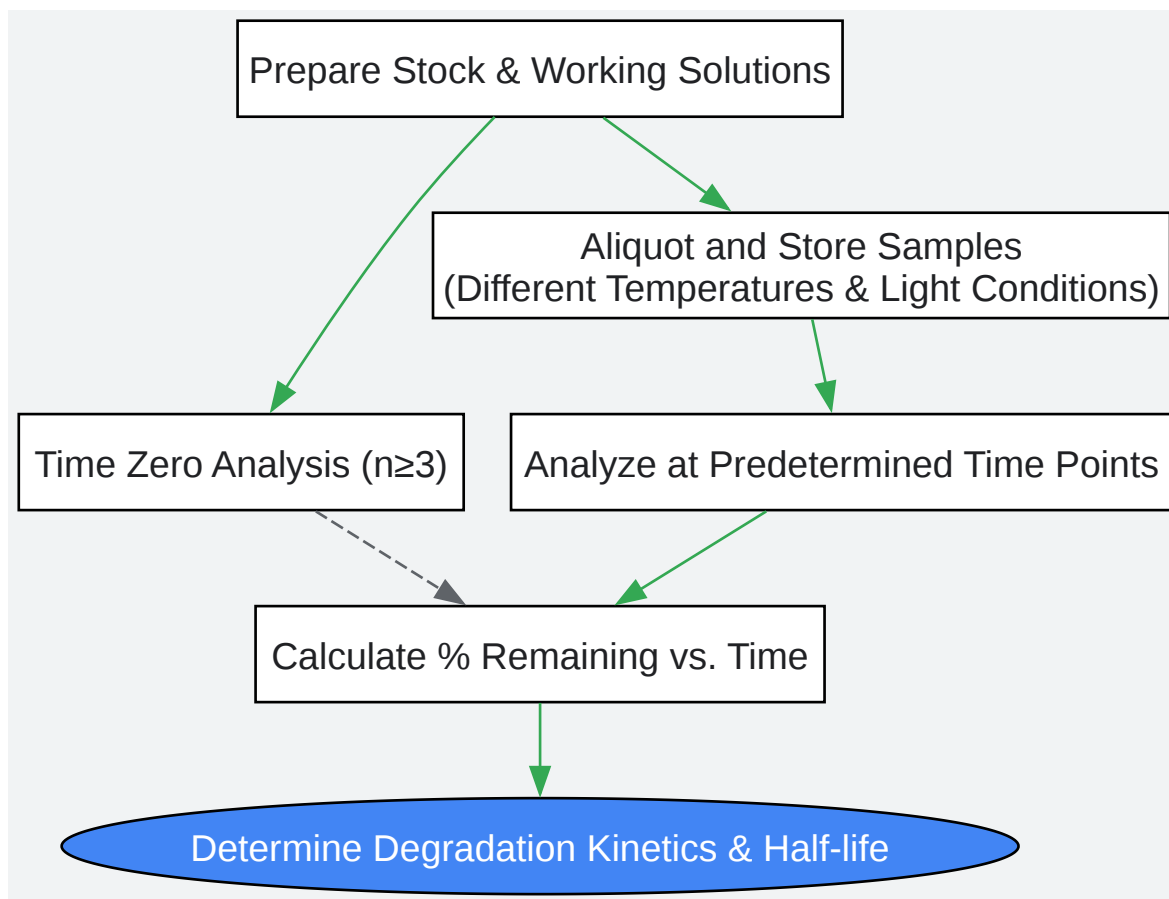 Prepare Stock & Working Solutions
Aliquot and Store Samples
(Different Temperatures & Light Conditions)
Time Zero Analysis (n≥3)
Analyze at Predetermined Time Points
Calculate % Remaining vs. Time
Determine Degradation Kinetics & Half-life